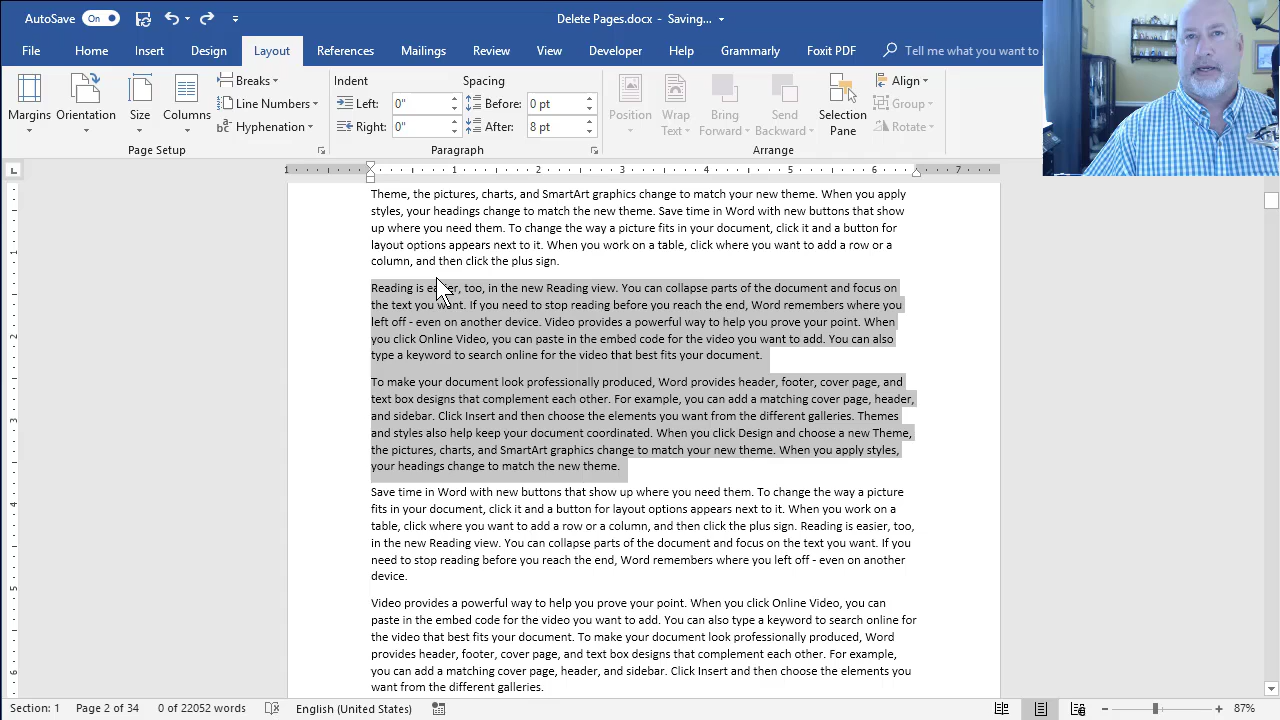 AutoSave On Delete Pages.docx - Saving...
File Home Insert Design Layout References Mailings Review View Developer Help Grammarly Foxit PDF Tell me what you want to
Margins Orientation Size Columns Breaks Line Numbers Hyphenation
Indent Spacing
Left: 0" Before: 0 pt
Right: 0" After: 8 pt
Position Wrap Text Bring Forward Send Backward Selection Pane Align Group Rotate
Page Setup Paragraph Arrange
1 1 2 3 4 5 6 7
1
2
3
4
5
6
Theme, the pictures, charts, and SmartArt graphics change to match your new theme. When you apply
styles, your headings change to match the new theme. Save time in Word with new buttons that show
up where you need them. To change the way a picture fits in your document, click it and a button for
layout options appears next to it. When you work on a table, click where you want to add a row or a
column, and then click the plus sign.
Reading is easier, too, in the new Reading view. You can collapse parts of the document and focus on
the text you want. If you need to stop reading before you reach the end, Word remembers where you
left off - even on another device. Video provides a powerful way to help you prove your point. When
you click Online Video, you can paste in the embed code for the video you want to add. You can also
type a keyword to search online for the video that best fits your document.
To make your document look professionally produced, Word provides header, footer, cover page, and
text box designs that complement each other. For example, you can add a matching cover page, header,
and sidebar. Click Insert and then choose the elements you want from the different galleries. Themes
and styles also help keep your document coordinated. When you click Design and choose a new Theme,
the pictures, charts, and SmartArt graphics change to match your new theme. When you apply styles,
your headings change to match the new theme.
Save time in Word with new buttons that show up where you need them. To change the way a picture
fits in your document, click it and a button for layout options appears next to it. When you work on a
table, click where you want to add a row or a column, and then click the plus sign. Reading is easier, too,
in the new Reading view. You can collapse parts of the document and focus on the text you want. If you
need to stop reading before you reach the end, Word remembers where you left off - even on another
device.
Video provides a powerful way to help you prove your point. When you click Online Video, you can
paste in the embed code for the video you want to add. You can also type a keyword to search online for
the video that best fits your document. To make your document look professionally produced, Word
provides header, footer, cover page, and text box designs that complement each other. For example,
you can add a matching cover page, header, and sidebar. Click Insert and then choose the elements you
want from the different galleries.
Section: 1 Page 2 of 34 0 of 22052 words English (United States) 87%